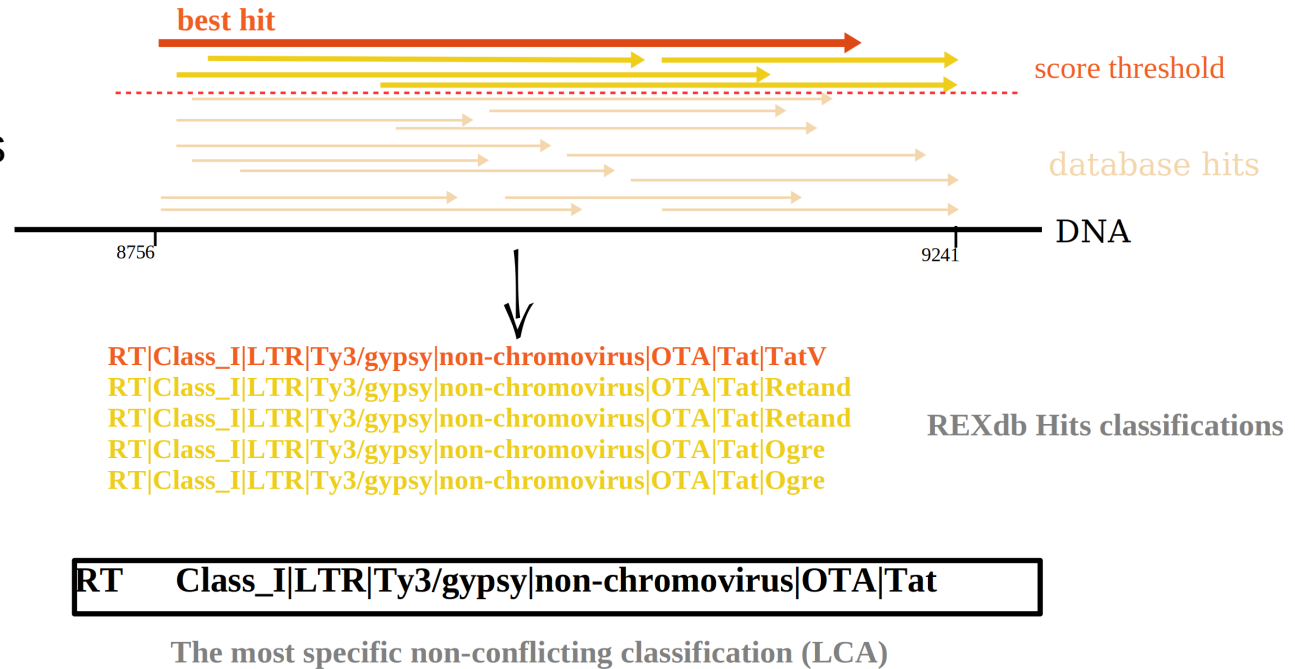 best hit
score threshold
s
database hits
DNA
8756
9241
RT|Class_I|LTR|Ty3/gypsy|non-chromovirus|OTA|Tat|TatV
RT|Class_I|LTR|Ty3/gypsy|non-chromovirus|OTA|Tat|Retand
RT|Class_I|LTR|Ty3/gypsy|non-chromovirus|OTA|Tat|Retand
REXdb Hits classifications
RT|Class_I|LTR|Ty3/gypsy|non-chromovirus|OTA|Tat|Ogre
RT|Class_I|LTR|Ty3/gypsy|non-chromovirus|OTA|Tat|Ogre
RT Class_I|LTR|Ty3/gypsy|non-chromovirus|OTA|Tat
The most specific non-conflicting classification (LCA)